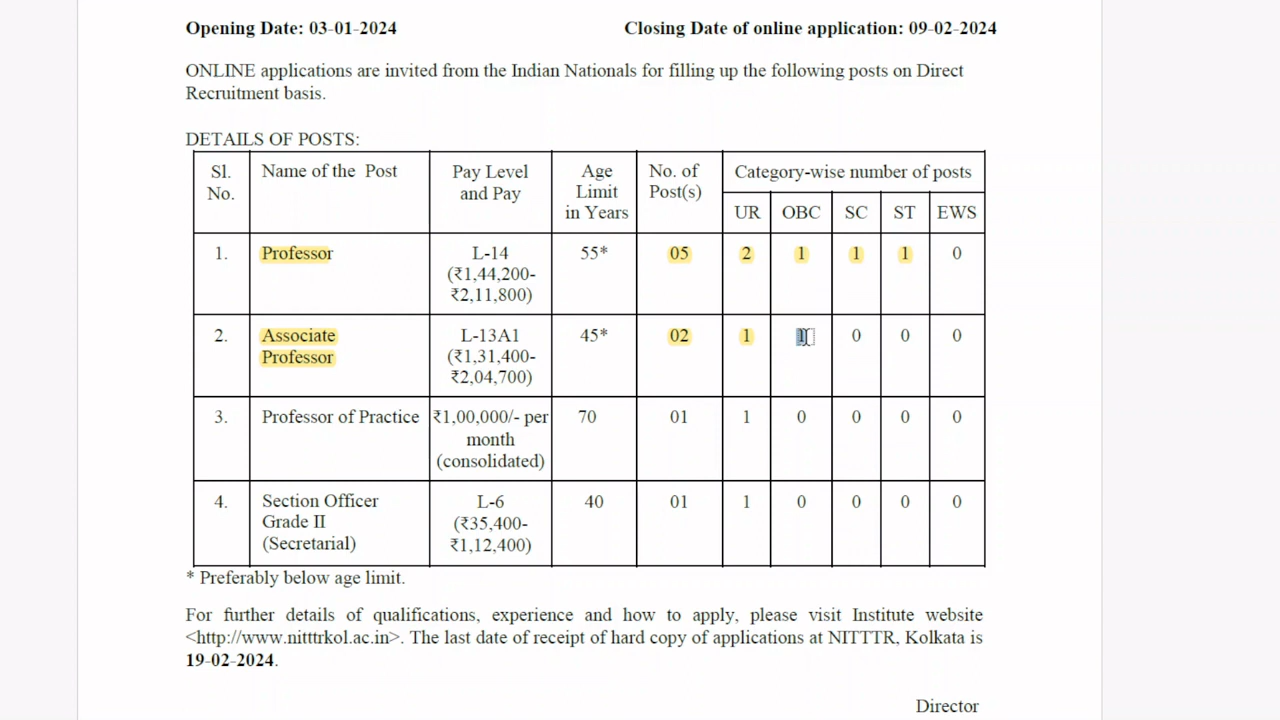 Opening Date: 03-01-2024 Closing Date of online application: 09-02-2024
ONLINE applications are invited from the Indian Nationals for filling up the following posts on Direct
Recruitment basis.
DETAILS OF POSTS:
Sl. No. Name of the Post Pay Level and Pay Age Limit in Years No. of Post(s) Category-wise number of posts
UR OBC SC ST EWS
1. Professor L-14 (₹1,44,200-₹2,11,800) 55* 05 2 1 1 1 0
2. Associate Professor L-13A1 (₹1,31,400-₹2,04,700) 45* 02 1 1 0 0 0
3. Professor of Practice ₹1,00,000/- per month (consolidated) 70 01 1 0 0 0 0
4. Section Officer Grade II (Secretarial) L-6 (₹35,400-₹1,12,400) 40 01 1 0 0 0 0
* Preferably below age limit.
For further details of qualifications, experience and how to apply, please visit Institute website
<http://www.nitttrkol.ac.in>. The last date of receipt of hard copy of applications at NITTTR, Kolkata is
19-02-2024.
Director